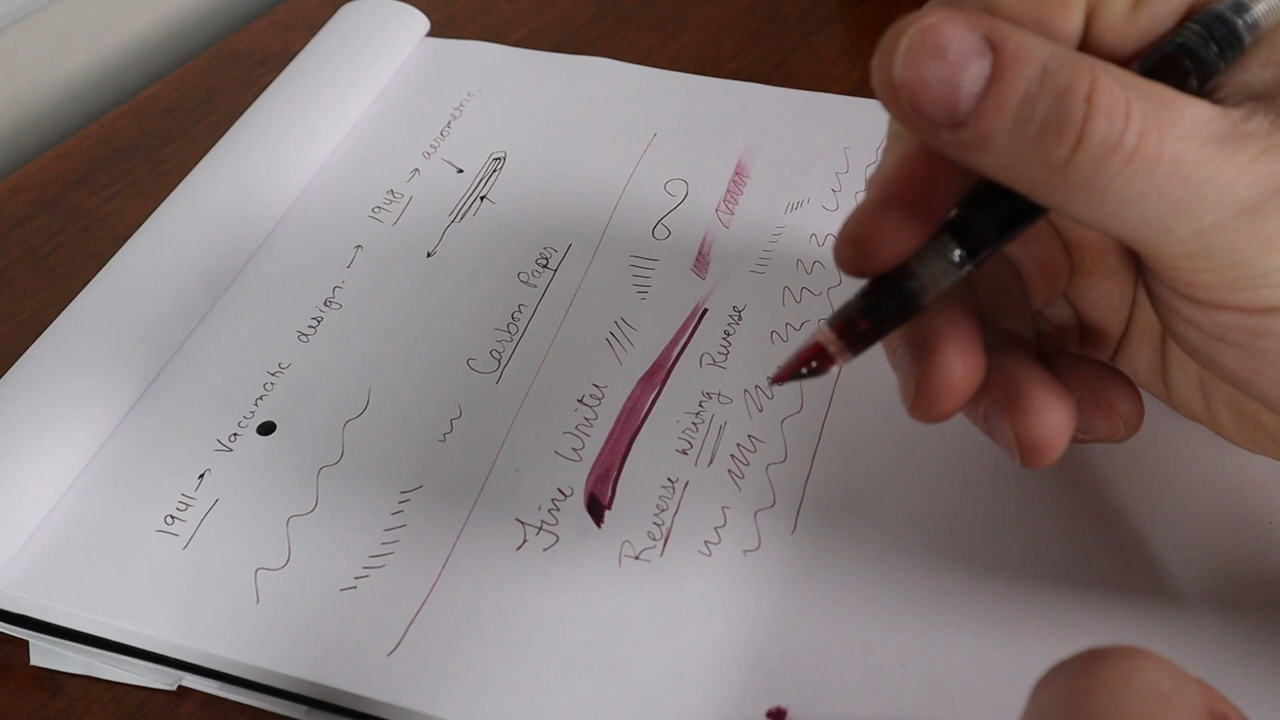 1941 → Vacumatic design. → 1948 → aerometric.
Carbon Paper
Fine Writer
Reverse writing Reverse